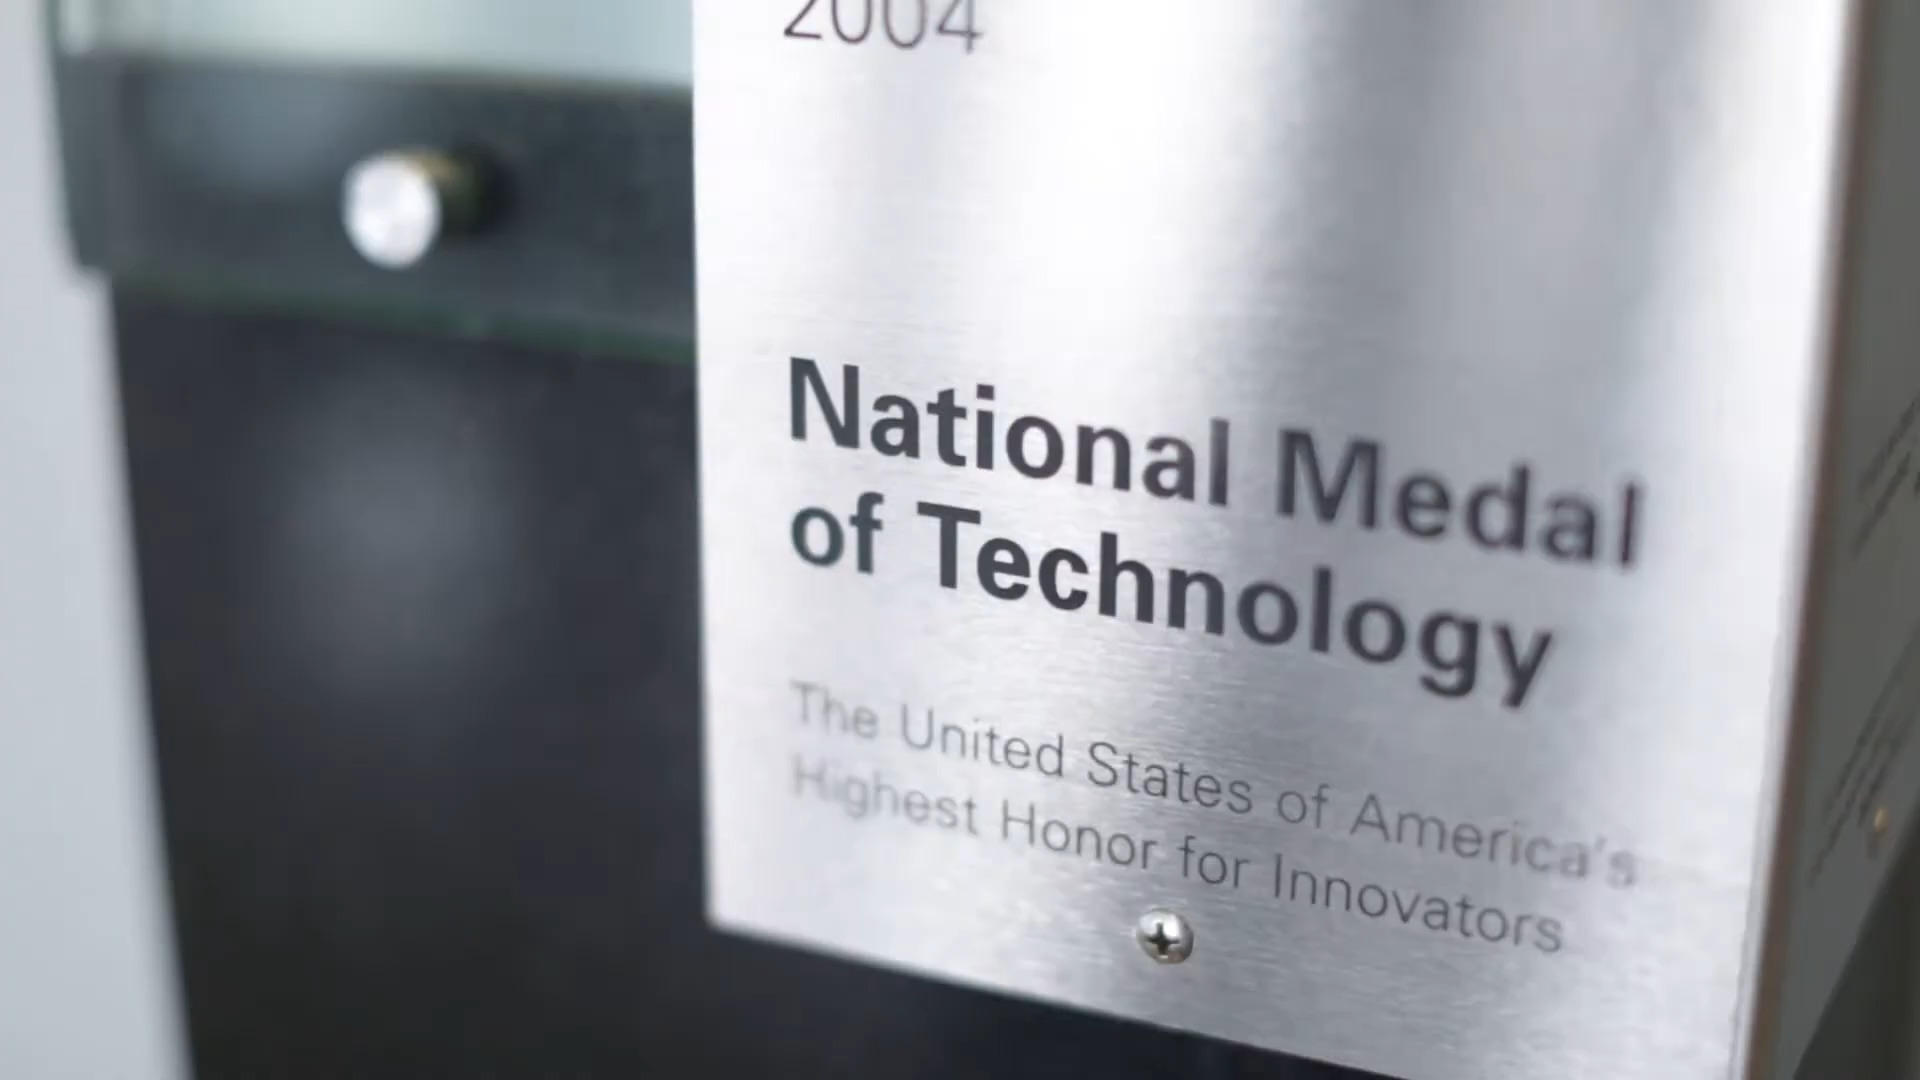 2004
National Medal
of Technology
The United States of America's
Highest Honor for Innovators